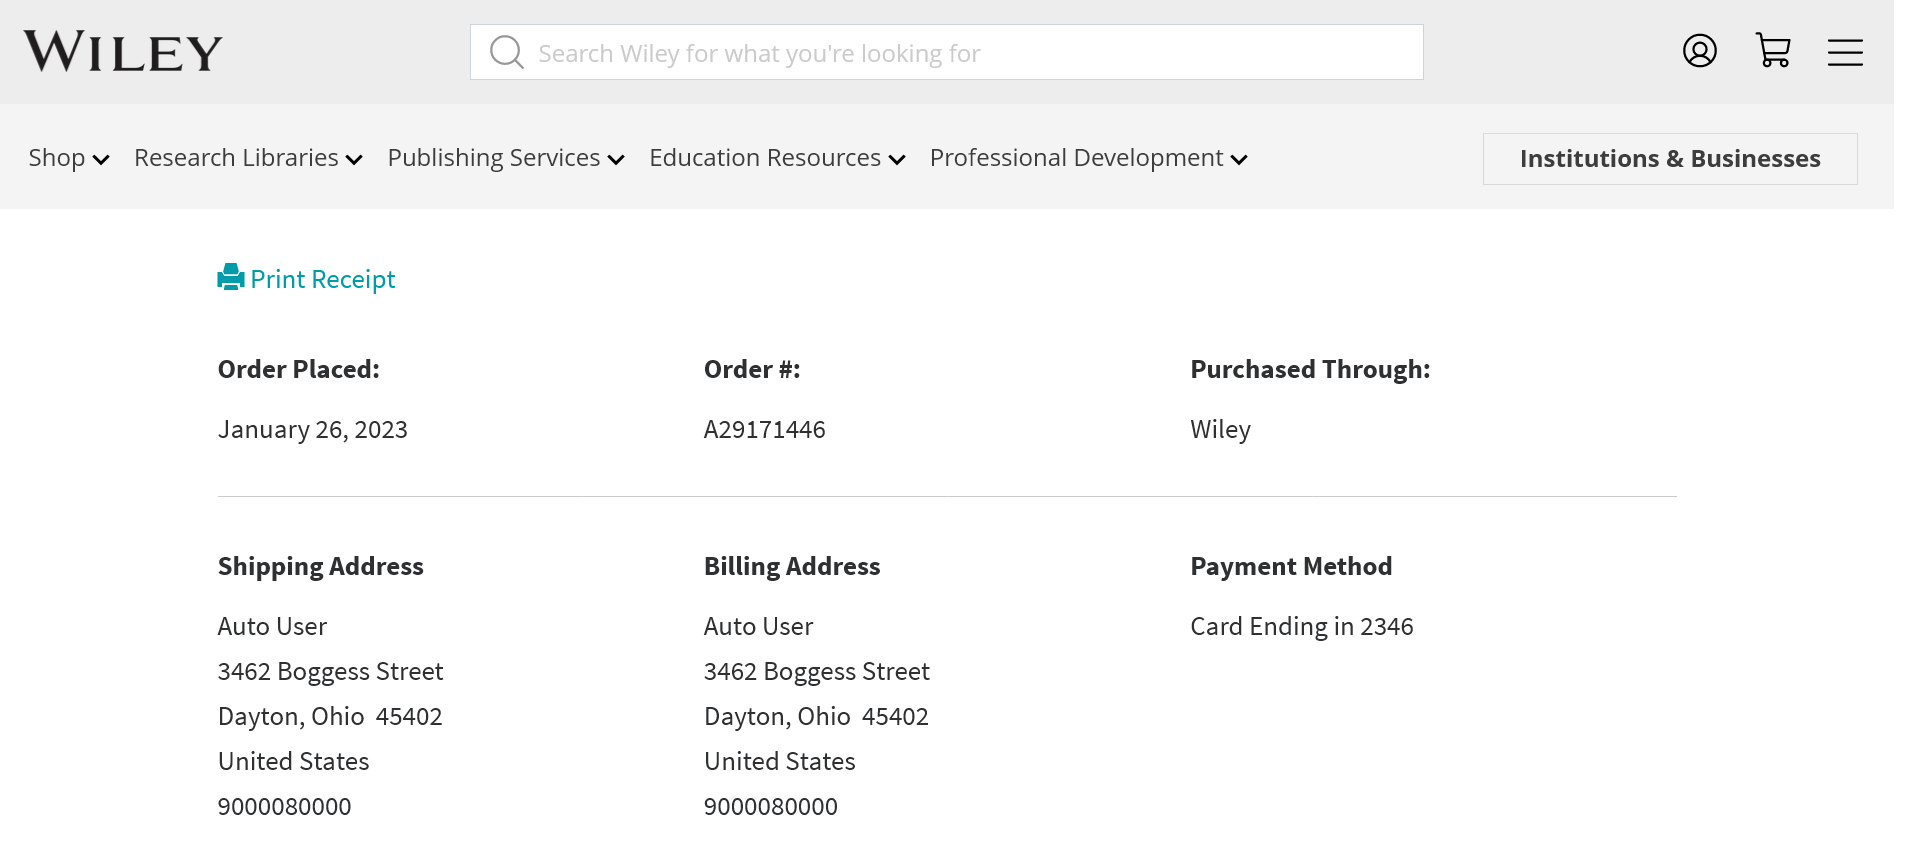 WILEY
Search Wiley for what you're looking for
Shop Research Libraries Publishing Services Education Resources Professional Development Institutions & Businesses
Print Receipt
Order Placed: Order #: Purchased Through:
January 26, 2023 A29171446 Wiley
Shipping Address Billing Address Payment Method
Auto User Auto User Card Ending in 2346
3462 Boggess Street 3462 Boggess Street
Dayton, Ohio 45402 Dayton, Ohio 45402
United States United States
9000080000 9000080000